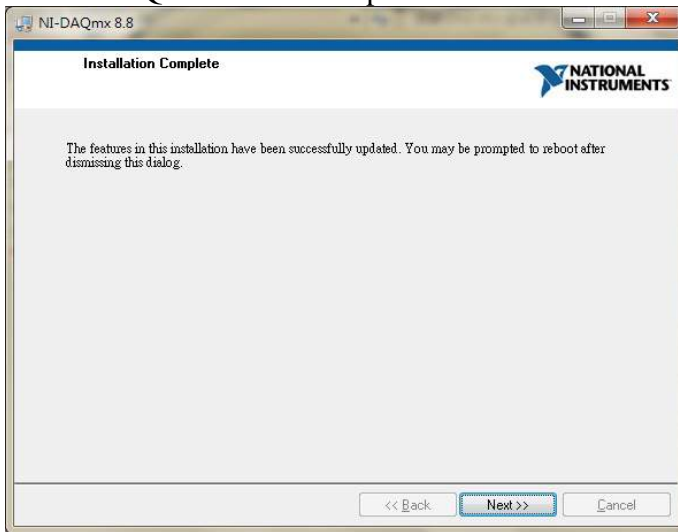 NI-DAQmx 8.8
Installation Complete
NATIONAL
INSTRUMENTS
The features in this installation have been successfully updated. You may be prompted to reboot after
dismissing this dialog.
<< Back
Next >>
Cancel